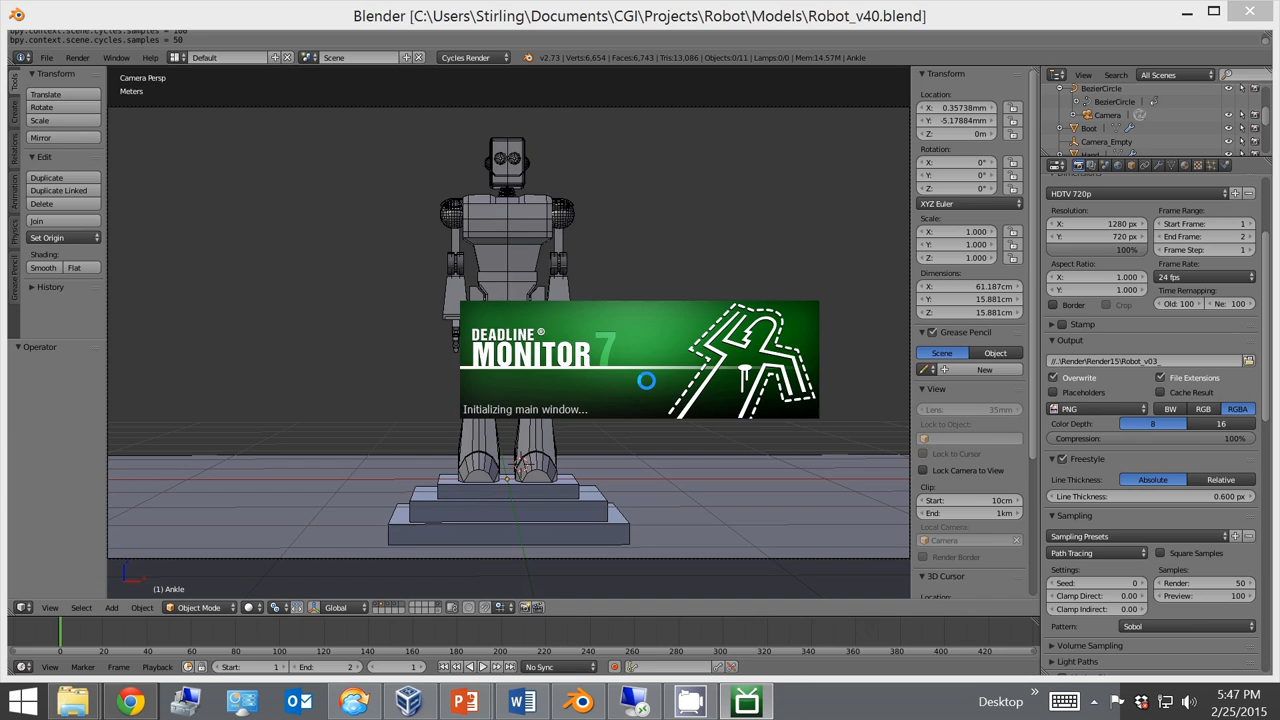 Blender [C:\Users\Stirling\Documents\CGI\Projects\Robot\Models\Robot_v40.blend]
bpy.context.scene.cycles.samples = 100
bpy.context.scene.cycles.samples = 50
File Render Window Help Default Scene Cycles Render v2.73 | Verts:6,654 | Faces:6,743 | Tris:13,086 | Objects:0/11 | Lamps:0/0 | Mem:14.57M | Ankle
View Search All Scenes
Tools
Create
Relations
Animation
Physics
Grease Pencil
Transform
Translate
Rotate
Scale
Mirror
Edit
Duplicate
Duplicate Linked
Delete
Join
Set Origin
Shading:
Smooth Flat
History
Operator
Camera Persp
Meters
DEADLINE ®
MONITOR 7
Initializing main window...
(1) Ankle
Transform
Location:
X: 0.35738mm
Y: -5.17884mm
Z: 0m
Rotation:
X: 0°
Y: 0°
Z: 0°
XYZ Euler
Scale:
X: 1.000
Y: 1.000
Z: 1.000
Dimensions:
X: 61.187cm
Y: 15.881cm
Z: 15.881cm
Grease Pencil
Scene Object
New
View
Lens: 35mm
Lock to Object:
Lock to Cursor
Lock Camera to View
Clip:
Start: 10cm
End: 1km
Local Camera:
Camera
Render Border
3D Cursor
Location:
BezierCircle
BezierCircle
Camera
Boot
Camera_Empty
Hand
Dimensions
HDTV 720p
Resolution: Frame Range:
X: 1280 px Start Frame: 1
Y: 720 px End Frame: 2
100% Frame Step: 1
Aspect Ratio: Frame Rate:
X: 1.000 24 fps
Y: 1.000 Time Remapping:
Border Crop Old: 100 Ne: 100
Stamp
Output
//..\Render\Render15\Robot_v03_
Overwrite File Extensions
Placeholders Cache Result
PNG BW RGB RGBA
Color Depth: 8 16
Compression: 100%
Freestyle
Line Thickness: Absolute Relative
Line Thickness: 0.600 px
Sampling
Sampling Presets
Path Tracing Square Samples
Settings: Samples:
Seed: 0 Render: 50
Clamp Direct: 0.00 Preview: 100
Clamp Indirect: 0.00
Pattern: Sobol
Volume Sampling
Light Paths
View Select Add Object Object Mode Global
0 20 40 60 80 100 120 140 160 180 200 220 240 260 280 300 320 340 360 380 400 420
View Marker Frame Playback Start: 1 End: 2 1 No Sync
Desktop » 5:47 PM
2/25/2015